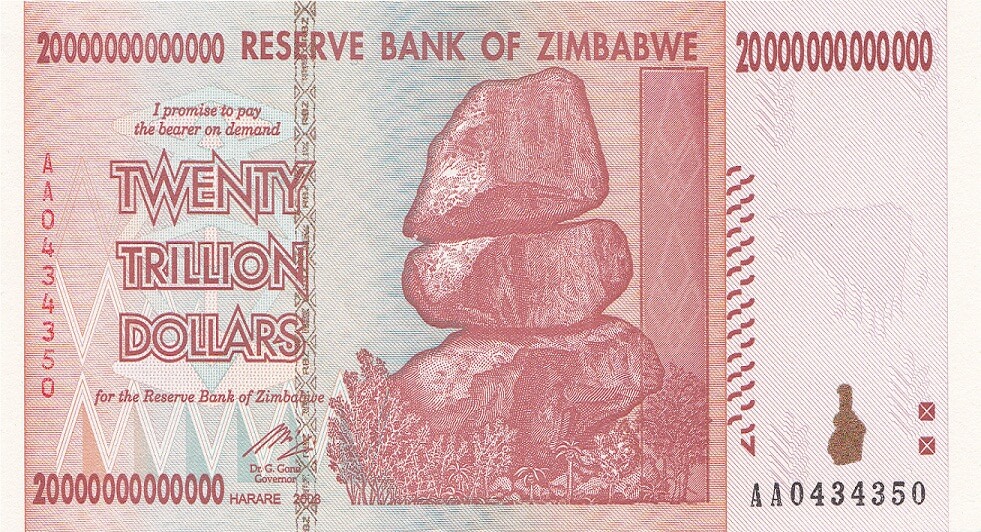 20000000000000 RESERVE BANK OF ZIMBABWE 20000000000000
I promise to pay
the bearer on demand
TWENTY
TRILLION
DOLLARS
AA0434350
for the Reserve Bank of Zimbabwe
Dr. G. Gono
Governor
20000000000000 HARARE 2008
AA0434350